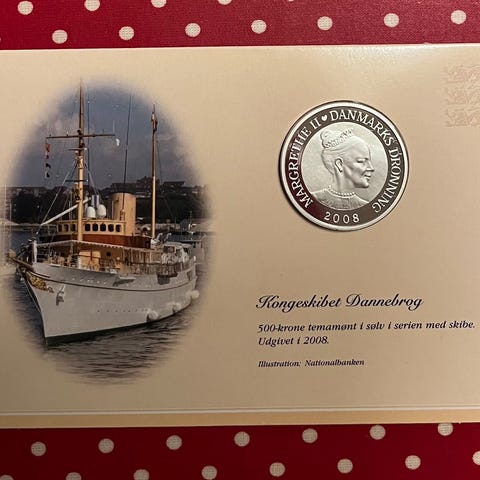 MARGRETHE II ♥ DANMARKS DRONNING
2008
Kongeskibet Dannebrog
500-krone temamønt i sølv i serien med skibe.
Udgivet i 2008.
Illustration: Nationalbanken